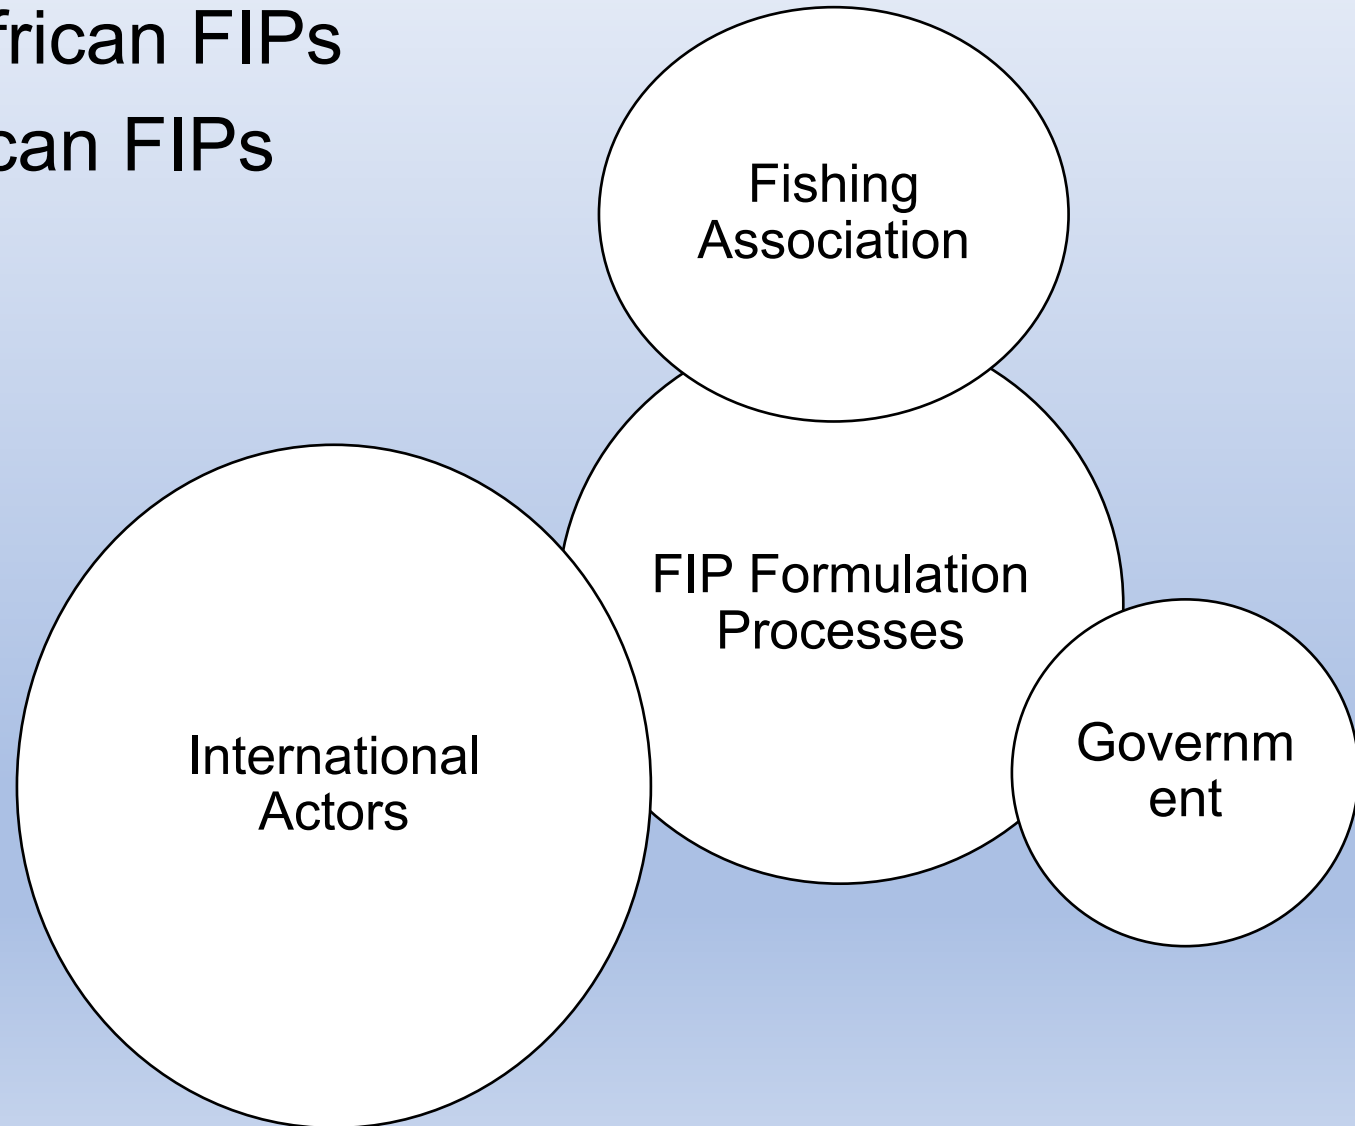 frican FIPs
can FIPs
Fishing
Association
FIP Formulation
Processes
International
Actors
Governm
ent